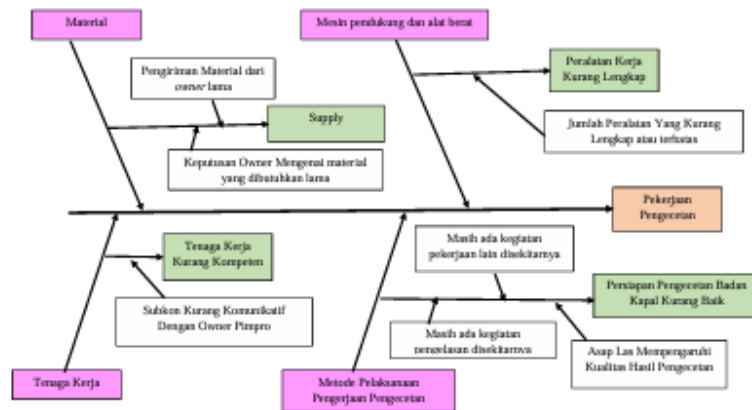 Material
Mesin pendukung dan alat berat
Pengiriman Material dari
owner lama
Peralatan Kerja
Kurang Lengkap
Supply
Jumlah Peralatan Yang Kurang
Lengkap atau terbatas
Keputusan Owner Mengenai material
yang dibutuhkan lama
Pekerjaan
Pengecetan
Tenaga Kerja
Kurang Kompeten
Masih ada kegiatan
pekerjaan lain disekitarnya
Persiapan Pengecetan Badan
Kapal Kurang Baik
Subkon Kurang Komunikatif
Dengan Owner Pimpro
Masih ada kegiatan
pengelasan disekitarnya
Asap Las Mempengaruhi
Kualitas Hasil Pengecetan
Tenaga Kerja
Metode Pelaksanaan
Pengerjaan Pengecetan